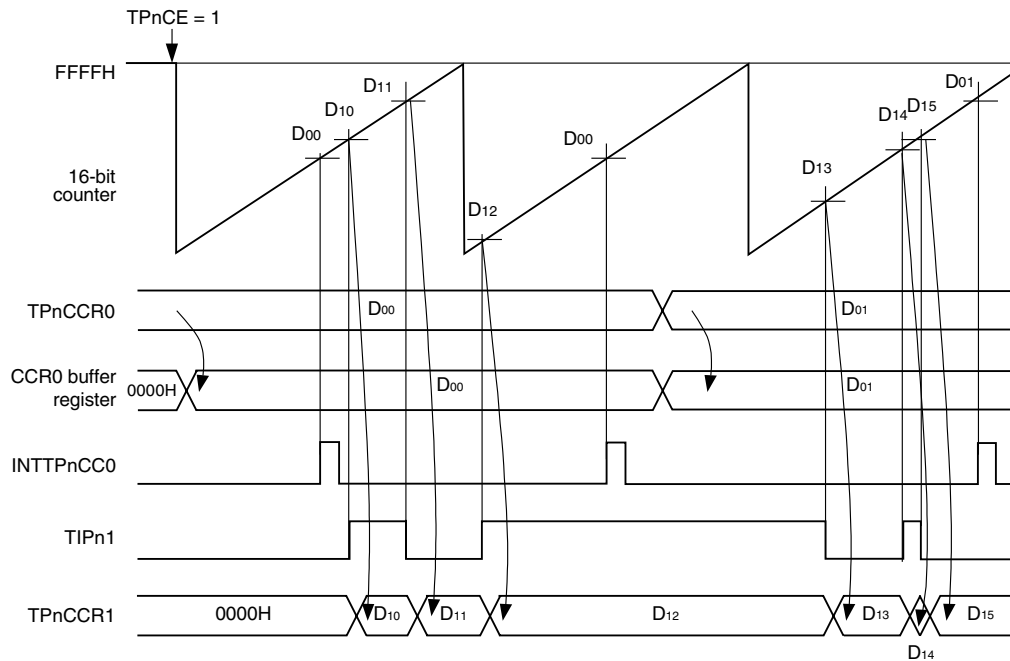 TPnCE = 1
FFFFH
D00
D10
D11
D00
D12
D13
D14
D15
D01
16-bit
counter
TPnCCR0
D00
D01
CCR0 buffer
register
0000H
D00
D01
INTTPnCC0
TIPn1
TPnCCR1
0000H
D10
D11
D12
D13
D15
D14